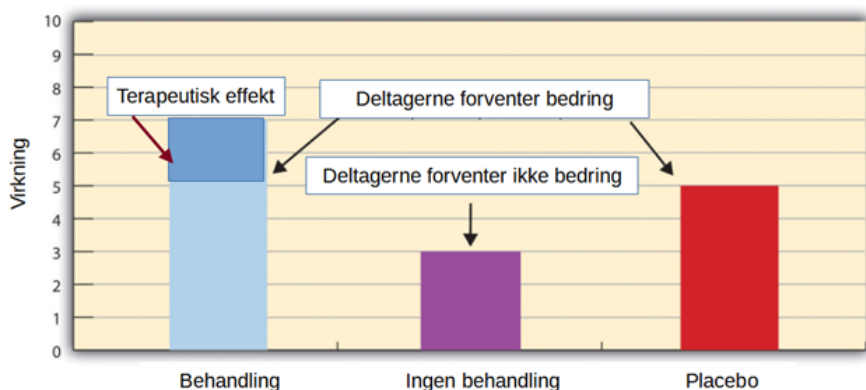 10
9
8
7
6
5
4
3
2
1
0
Virkning
Terapeutisk effekt
Deltagerne forventer bedring
Deltagerne forventer ikke bedring
Behandling
Ingen behandling
Placebo